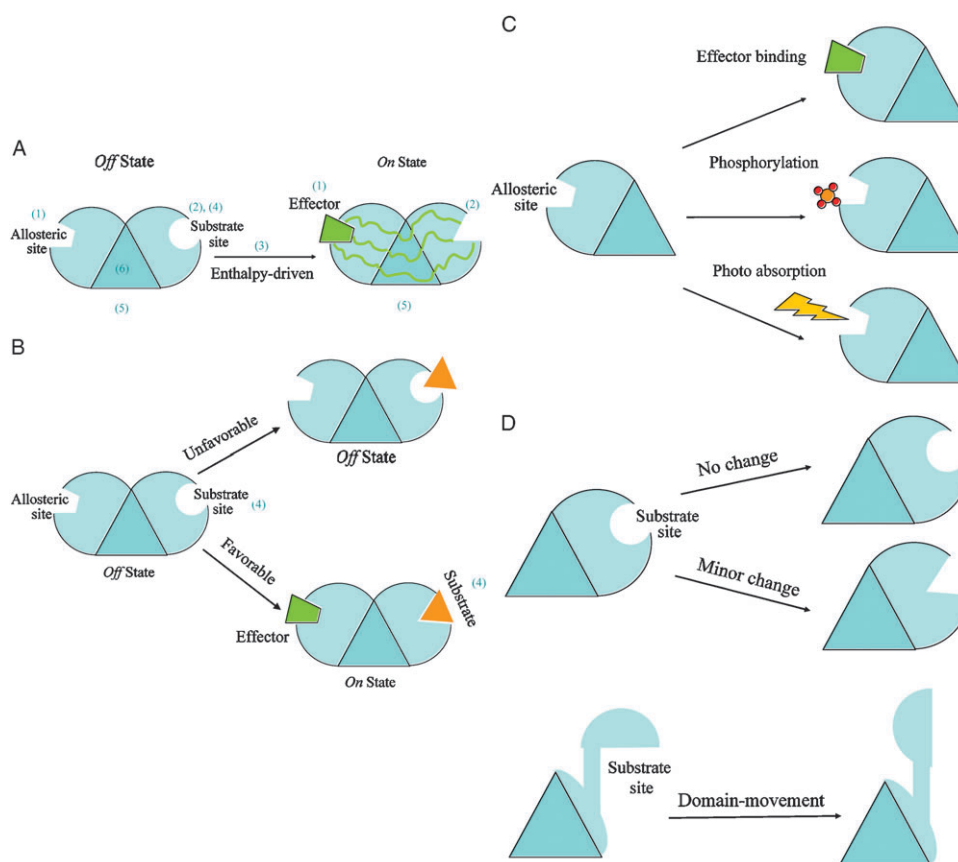 A
Off State
On State
(1)
(2), (4)
Allosteric
site
Substrate
site
(6)
(5)
(3)
Enthalpy-driven
(1)
Effector
(2)
(5)
B
Allosteric
site
Substrate
site
(4)
Off State
Unfavorable
Off State
Favorable
Effector
Substrate
(4)
On State
C
Allosteric
site
Effector binding
Phosphorylation
Photo absorption
D
Substrate
site
No change
Minor change
Substrate
site
Domain-movement